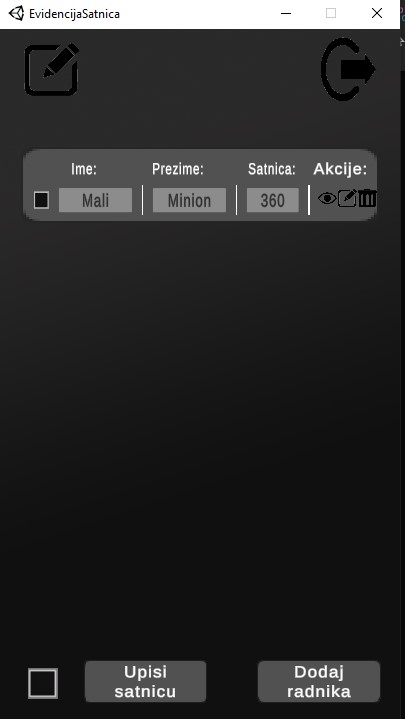 EvidencijaSatnica
Ime: Prezime: Satnica: Akcije:
Mali Minion 360
Upisi
satnicu
Dodaj
radnika